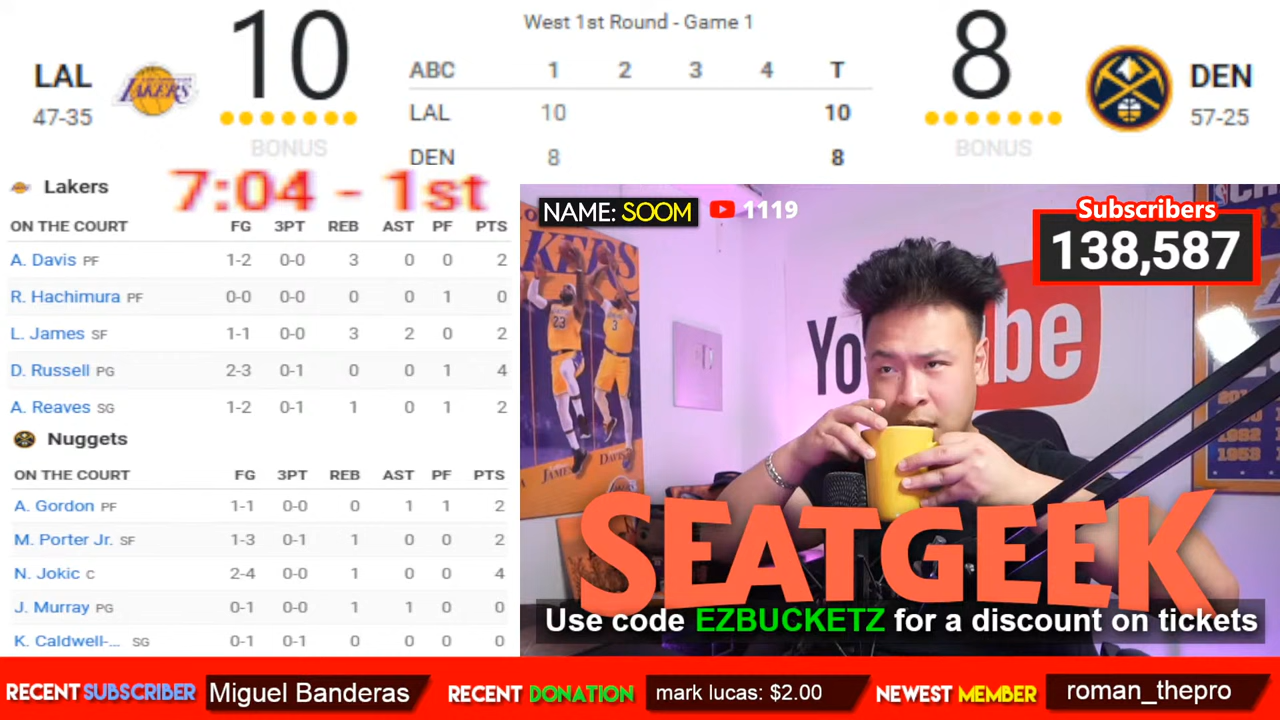 West 1st Round - Game 1
LAL
47-35
LAKERS
10
BONUS
ABC 1 2 3 4 T
LAL 10 10
DEN 8 8
8
BONUS
DEN
57-25
Lakers
7:04 - 1st
ON THE COURT FG 3PT REB AST PF PTS
A. Davis PF 1-2 0-0 3 0 0 2
R. Hachimura PF 0-0 0-0 0 0 1 0
L. James SF 1-1 0-0 3 2 0 2
D. Russell PG 2-3 0-1 0 0 1 4
A. Reaves SG 1-2 0-1 1 0 1 2
Nuggets
ON THE COURT FG 3PT REB AST PF PTS
A. Gordon PF 1-1 0-0 0 1 1 2
M. Porter Jr. SF 1-3 0-1 1 0 0 2
N. Jokic C 2-4 0-0 1 0 0 4
J. Murray PG 0-1 0-0 1 1 0 0
K. Caldwell-... SG 0-1 0-1 0 0 0 0
NAME: SOOM
1119
Subscribers
138,587
KERS
23
3
JAMES DAVIS
YouTube
SEATGEEK
Use code EZBUCKETZ for a discount on tickets
RECENT SUBSCRIBER Miguel Banderas
RECENT DONATION mark lucas: $2.00
NEWEST MEMBER roman_thepro